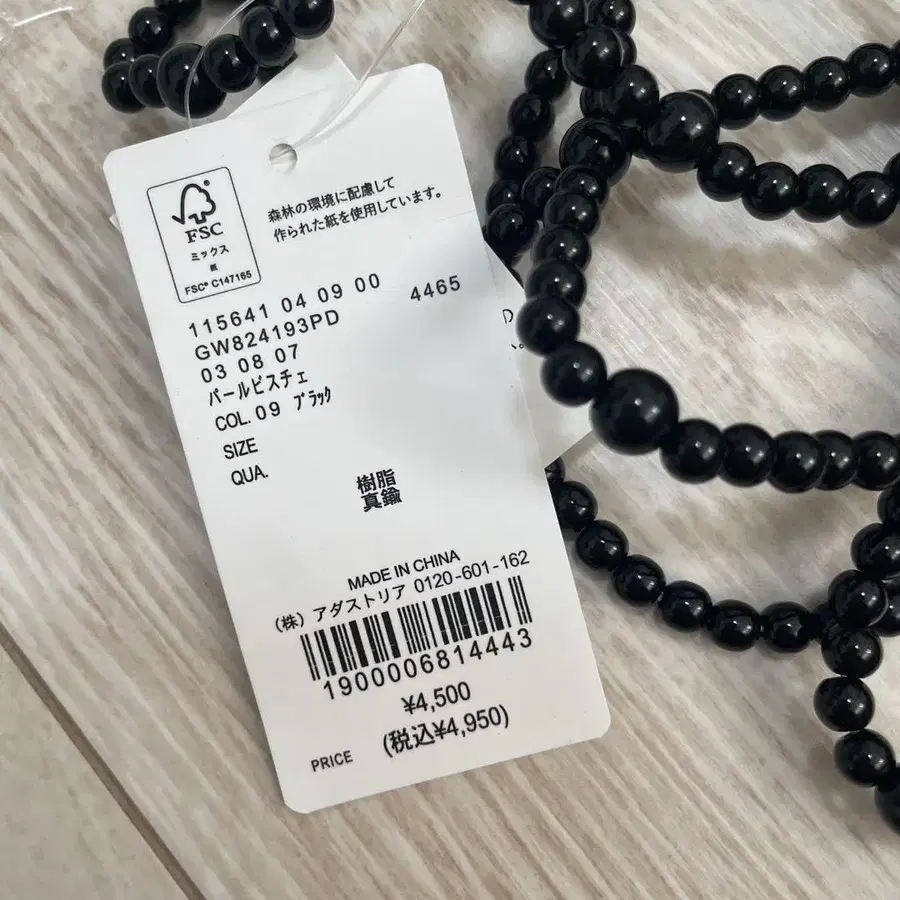 FSC
ミックス
紙
FSC® C147165
森林の環境に配慮して
作られた紙を使用しています。
115641 04 09 00
4465
GW824193PD
03 08 07
パールビスチェ
COL. 09 ブラック
SIZE
QUA.
樹脂
真鍮
MADE IN CHINA
(株) アダストリア 0120-601-162
1900006814443
¥4,500
(税込¥4,950)
PRICE